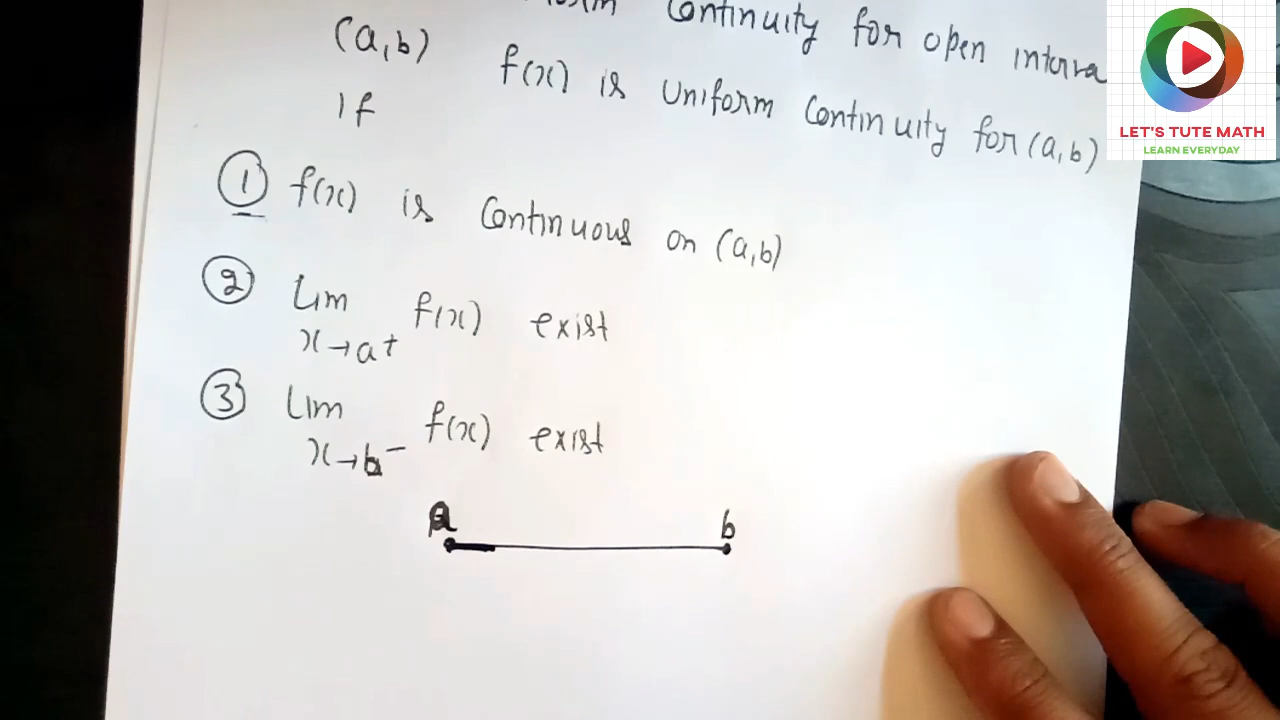 Continuity for open
(a,b) f(x) is Uniform Continuity for (a,b)
If
① f(x) is Continuous on (a,b)
② Lim f(x) exist
x→a⁺
③ Lim f(x) exist
x→b⁻
a b
LET'S TUTE MATH
LEARN EVERYDAY